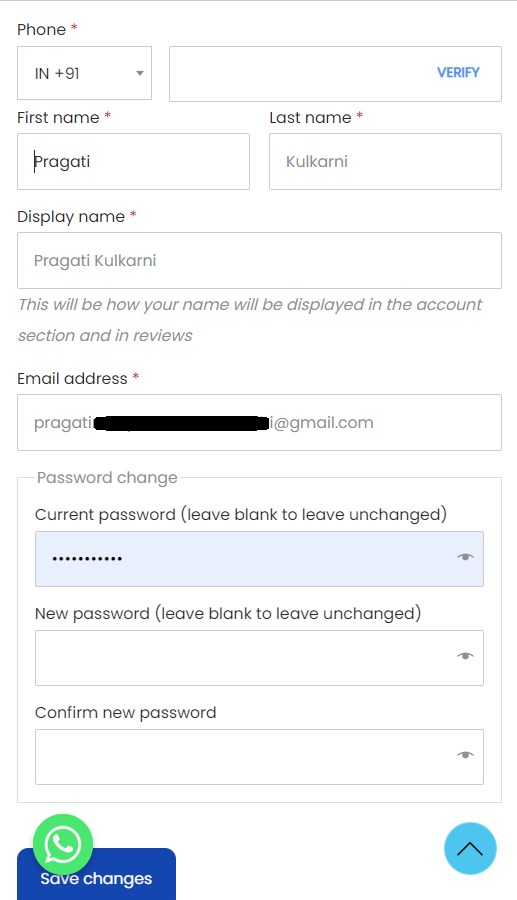 Phone *
IN +91
VERIFY
First name * Last name *
Pragati Kulkarni
Display name *
Pragati Kulkarni
This will be how your name will be displayed in the account
section and in reviews
Email address *
pragati i@gmail.com
Password change
Current password (leave blank to leave unchanged)
•••••••••••
New password (leave blank to leave unchanged)
Confirm new password
Save changes